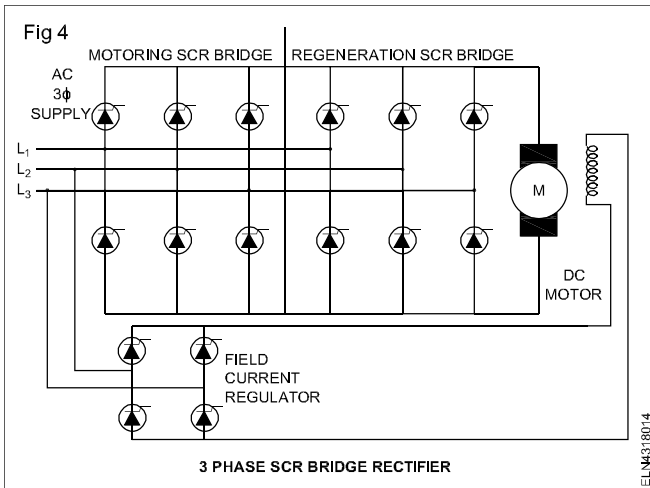 Fig 4
MOTORING SCR BRIDGE
REGENERATION SCR BRIDGE
AC
3ϕ
SUPPLY
L1
L2
L3
M
DC
MOTOR
FIELD
CURRENT
REGULATOR
3 PHASE SCR BRIDGE RECTIFIER
ELN4318014